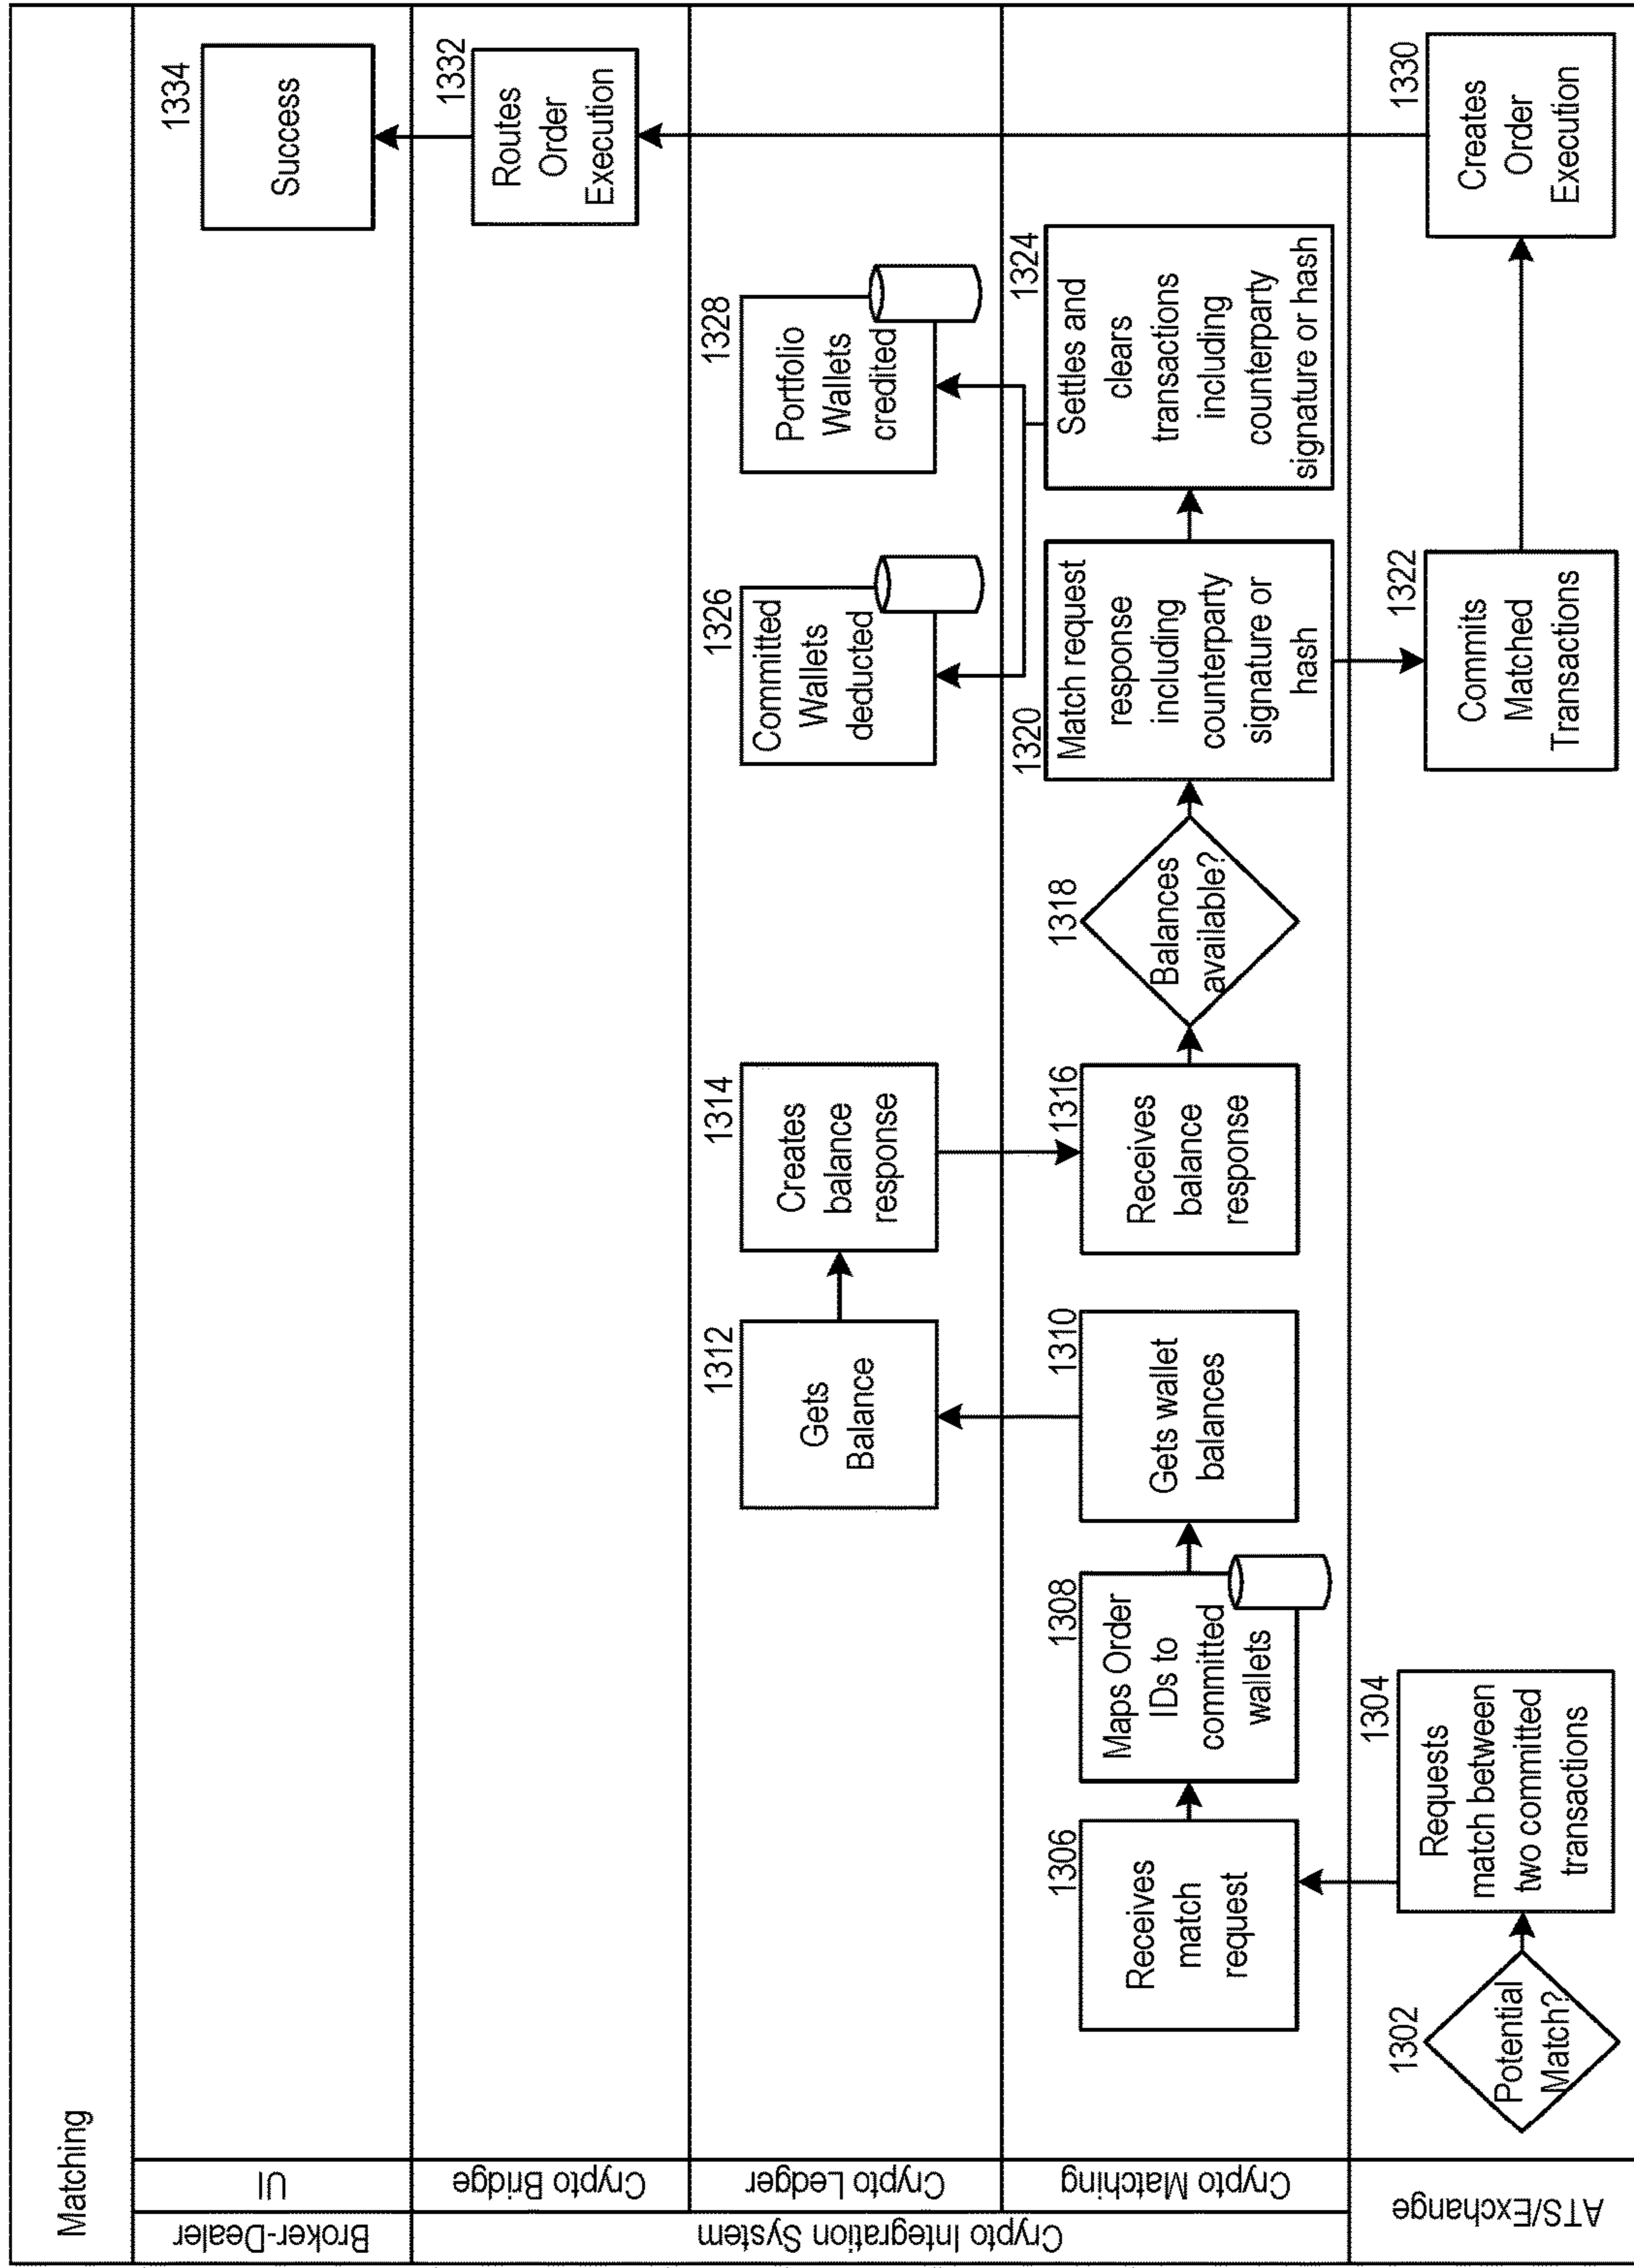 Matching
Broker-Dealer
UI
1334
Success
Crypto Integration System
Crypto Bridge
1332
Routes
Order
Execution
Crypto Ledger
1312
Gets
Balance
1314
Creates
balance
response
1326
Committed
Wallets
deducted
1328
Portfolio
Wallets
credited
Crypto Matching
1306
Receives
match
request
1308
Maps Order
IDs to
committed
wallets
1310
Gets wallet
balances
1316
Receives
balance
response
1318
Balances
available?
1320
Match request
response
including
counterparty
signature or
hash
1324
Settles and
clears
transactions
including
counterparty
signature or hash
ATS/Exchange
1302
Potential
Match?
1304
Requests
match between
two committed
transactions
1322
Commits
Matched
Transactions
1330
Creates
Order
Execution